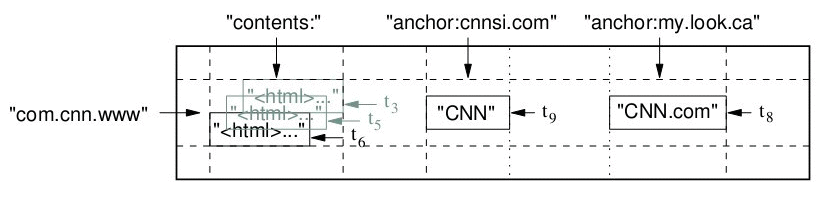 "contents:" "anchor:cnnsi.com" "anchor:my.look.ca"
"<html>..." t3
"com.cnn.www" "<html>..." t5 "CNN" t9 "CNN.com" t8
"<html>..." t6